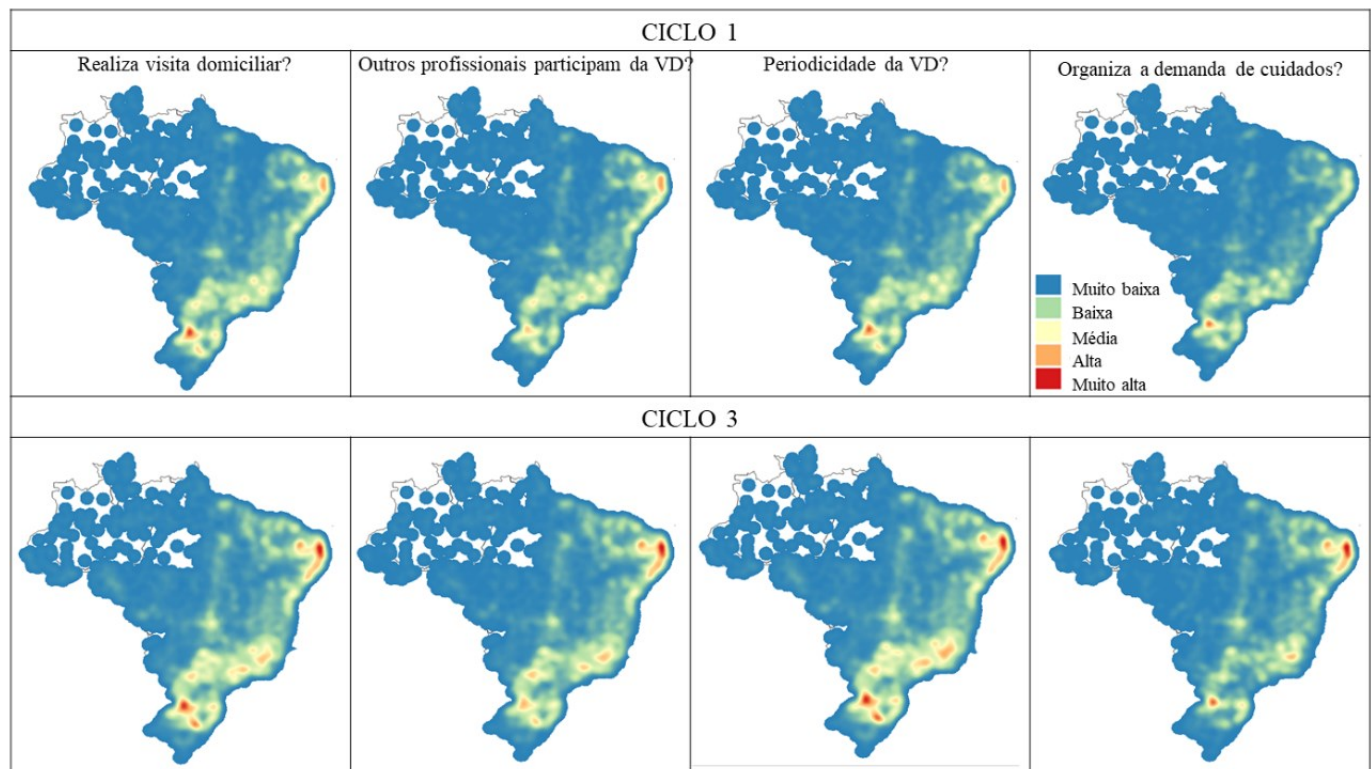 CICLO 1
Realiza visita domiciliar?
Outros profissionais participam da VD?
Periodicidade da VD?
Organiza a demanda de cuidados?
Muito baixa
Baixa
Média
Alta
Muito alta
CICLO 3